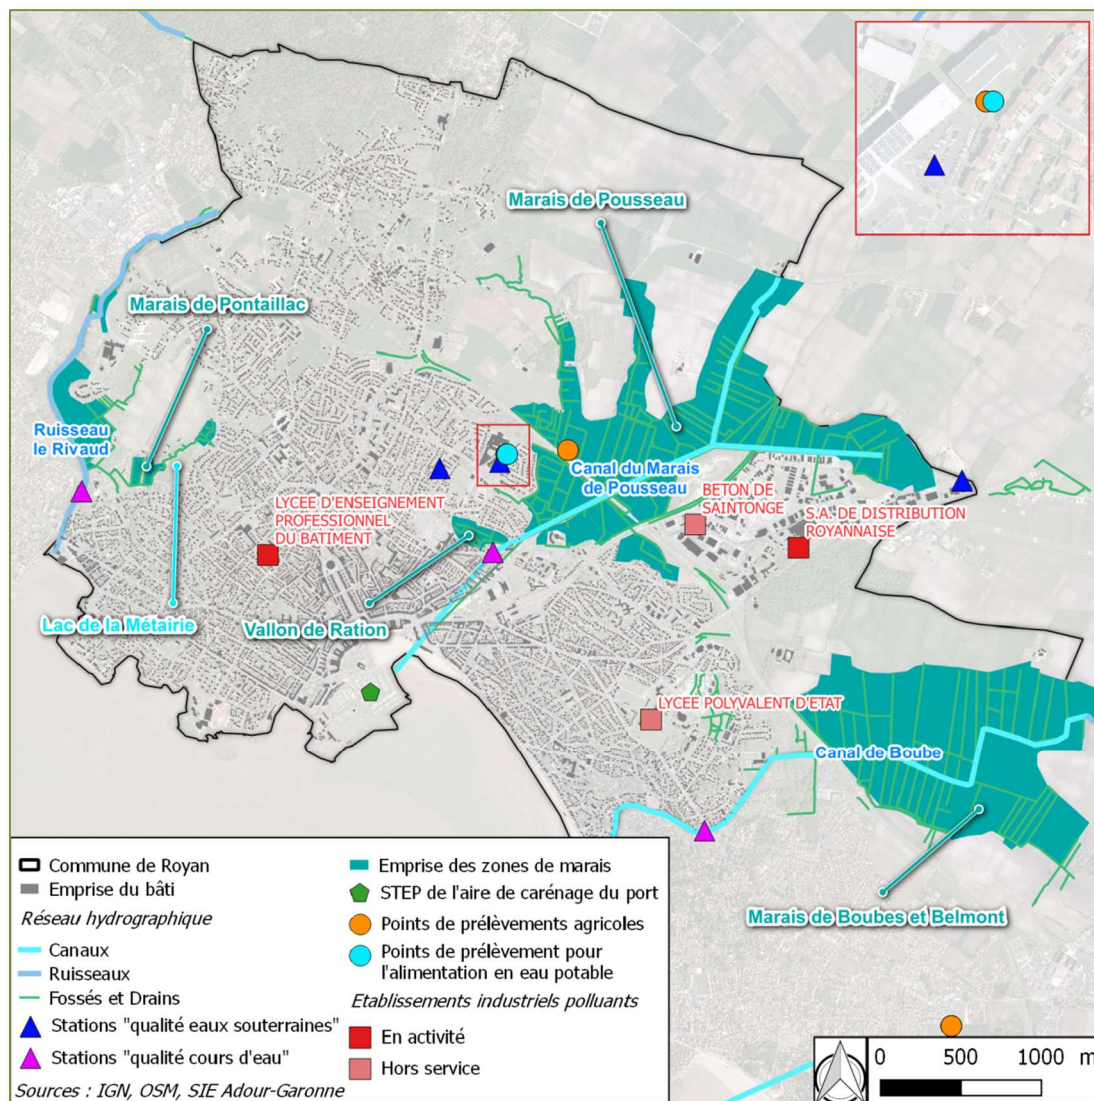 Marais de Pousseau
Marais de Pontaillac
Ruisseau
le Rivaud
Canal du Marais
de Pousseau
BETON DE
SAINTONGE
LYCEE D'ENSEIGNEMENT
PROFESSIONNEL
DU BATIMENT
S.A. DE DISTRIBUTION
ROYANNAISE
Lac de la Métairie
Vallon de Ration
LYCEE POLYVALENT D'ETAT
Canal de Boube
Marais de Boubes et Belmont
Commune de Royan
Emprise du bâti
Réseau hydrographique
Canaux
Ruisseaux
Fossés et Drains
Stations "qualité eaux souterraines"
Stations "qualité cours d'eau"
Sources : IGN, OSM, SIE Adour-Garonne
Emprise des zones de marais
STEP de l'aire de carénage du port
Points de prélèvements agricoles
Points de prélèvement pour
l'alimentation en eau potable
Etablissements industriels polluants
En activité
Hors service
0 500 1000 m